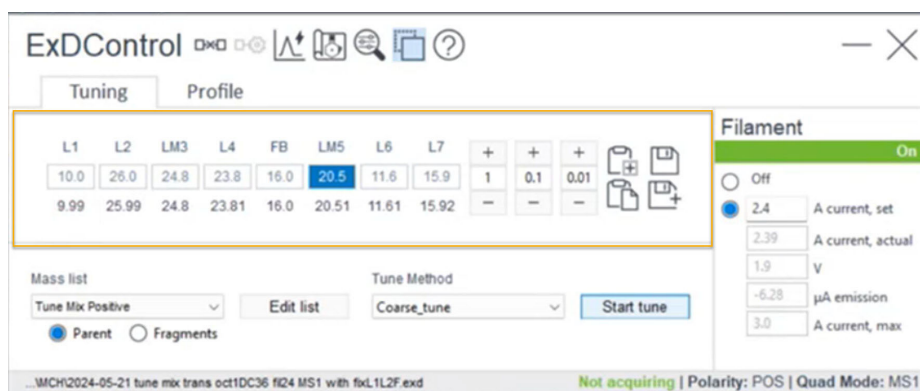 ExDControl
Tuning Profile
L1 L2 LM3 L4 FB LM5 L6 L7 + + +
10.0 26.0 24.8 23.8 16.0 20.5 11.6 15.9 1 0.1 0.01
9.99 25.99 24.8 23.81 16.0 20.51 11.61 15.92 − − −
Filament
On
Off
2.4 A current, set
2.39 A current, actual
1.9 V
-6.28 µA emission
3.0 A current, max
Mass list Tune Method
Tune Mix Positive Edit list Coarse_tune Start tune
Parent Fragments
...\MCH\2024-05-21 tune mix trans oct1DC36 fil24 MS1 with fixL1L2F.exd Not acquiring | Polarity: POS | Quad Mode: MS1